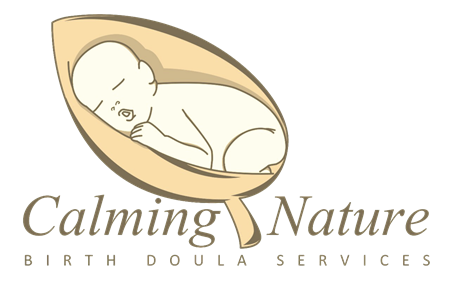 Calming Nature
BIRTH DOULA SERVICES